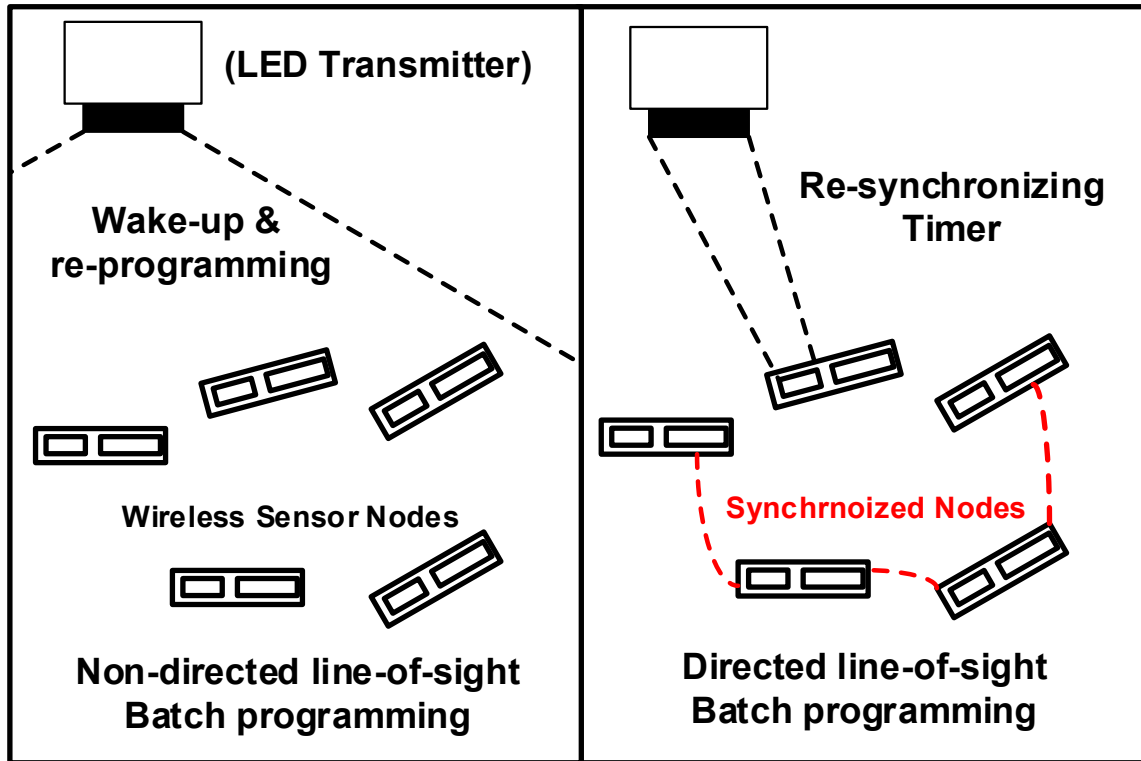 (LED Transmitter)
Wake-up &
re-programming
Wireless Sensor Nodes
Non-directed line-of-sight
Batch programming
Re-synchronizing
Timer
Synchrnoized Nodes
Directed line-of-sight
Batch programming